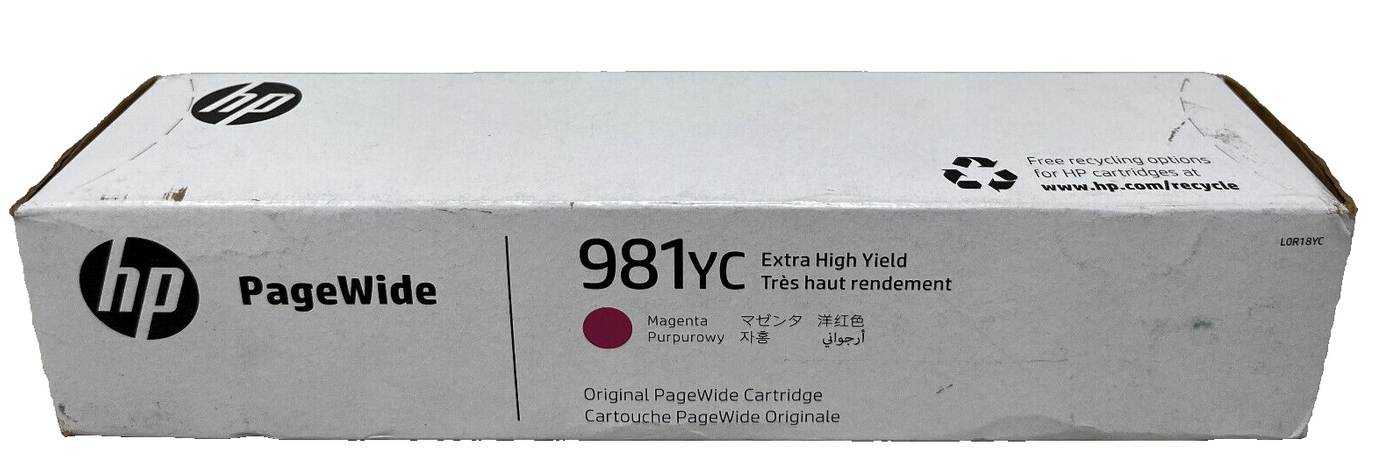 hp
Free recycling options
for HP cartridges at
www.hp.com/recycle
hp
PageWide
981YC Extra High Yield
Très haut rendement
L0R18YC
Magenta マゼンタ 洋红色
Purpurowy 자홍 أرجواني
Original PageWide Cartridge
Cartouche PageWide Originale